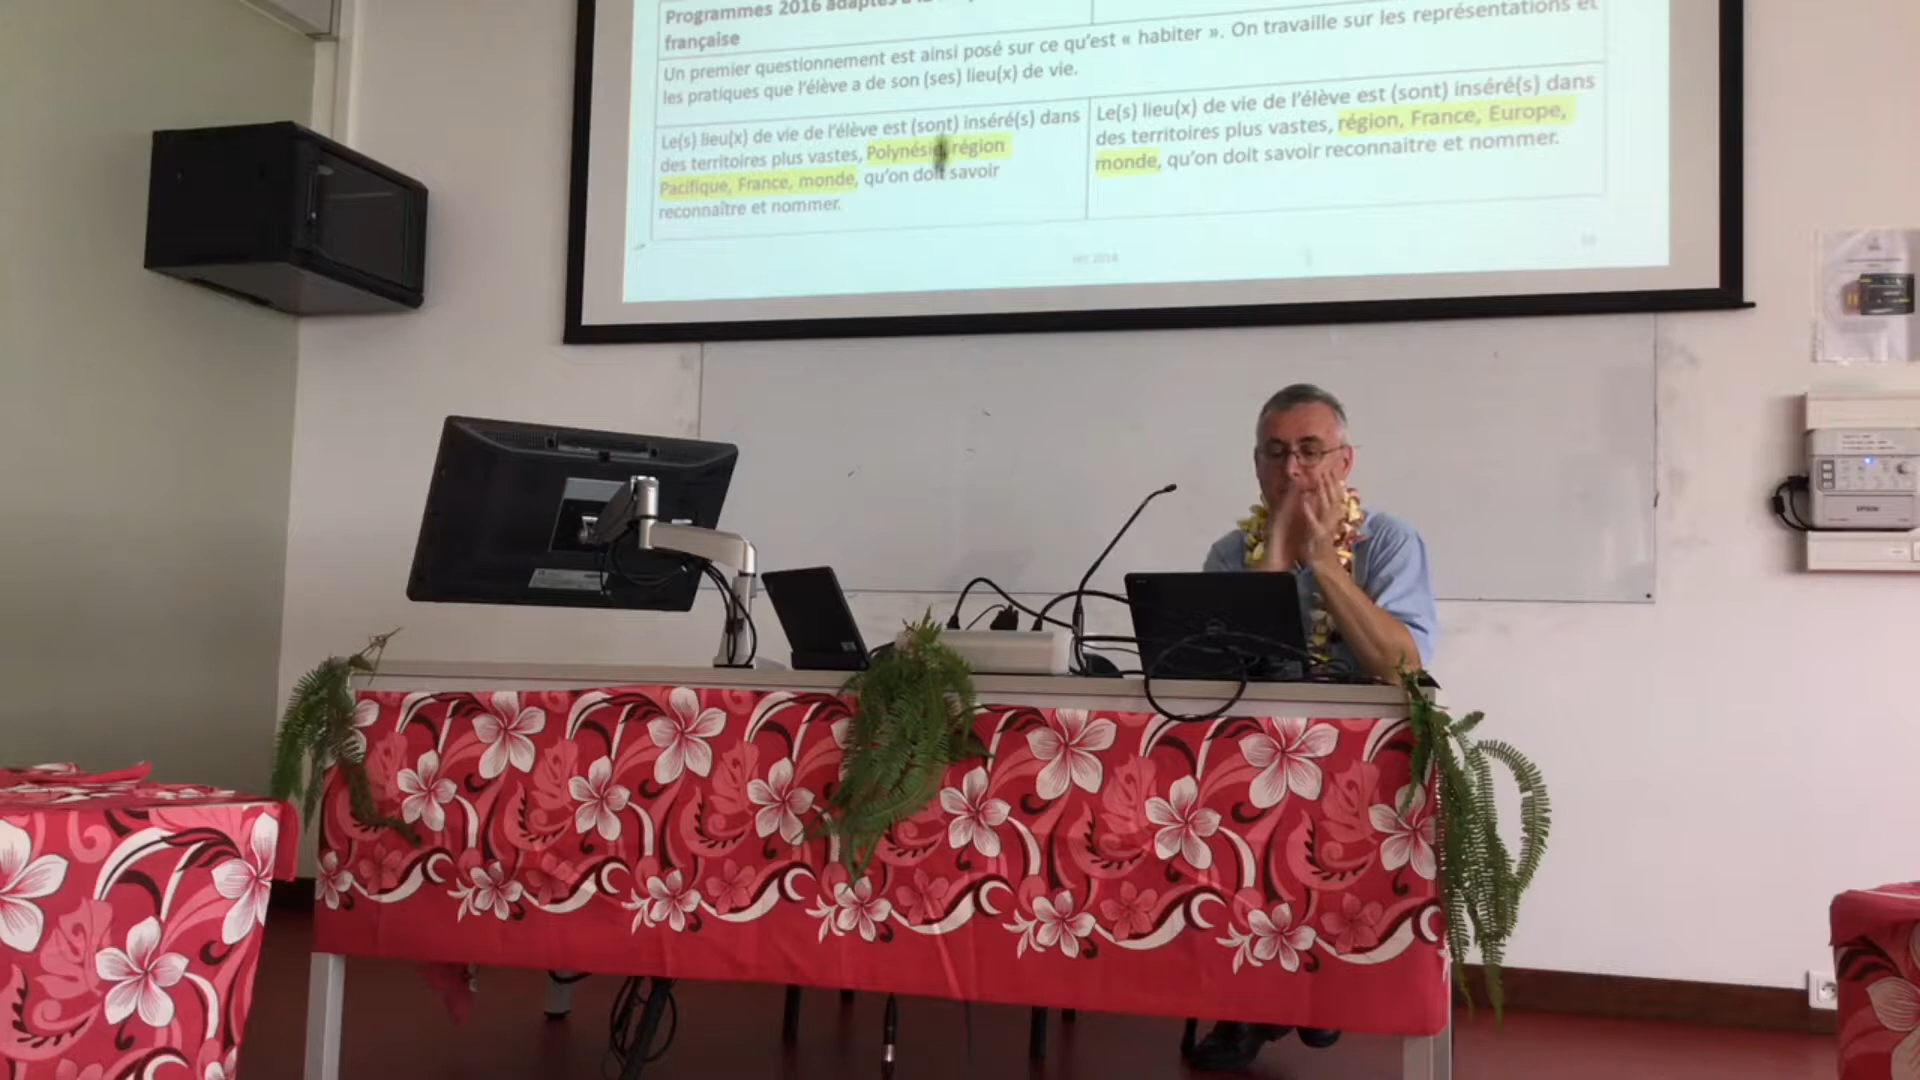 Programmes 2016 adaptés à la
française
Un premier questionnement est ainsi posé sur ce qu'est « habiter ». On travaille sur les représentations et
les pratiques que l'élève a de son (ses) lieu(x) de vie.
Le(s) lieu(x) de vie de l'élève est (sont) inséré(s) dans
des territoires plus vastes, Polynésie, région
Pacifique, France, monde, qu'on doit savoir
reconnaître et nommer.
Le(s) lieu(x) de vie de l'élève est (sont) inséré(s) dans
des territoires plus vastes, région, France, Europe,
monde, qu'on doit savoir reconnaitre et nommer.
EPSON